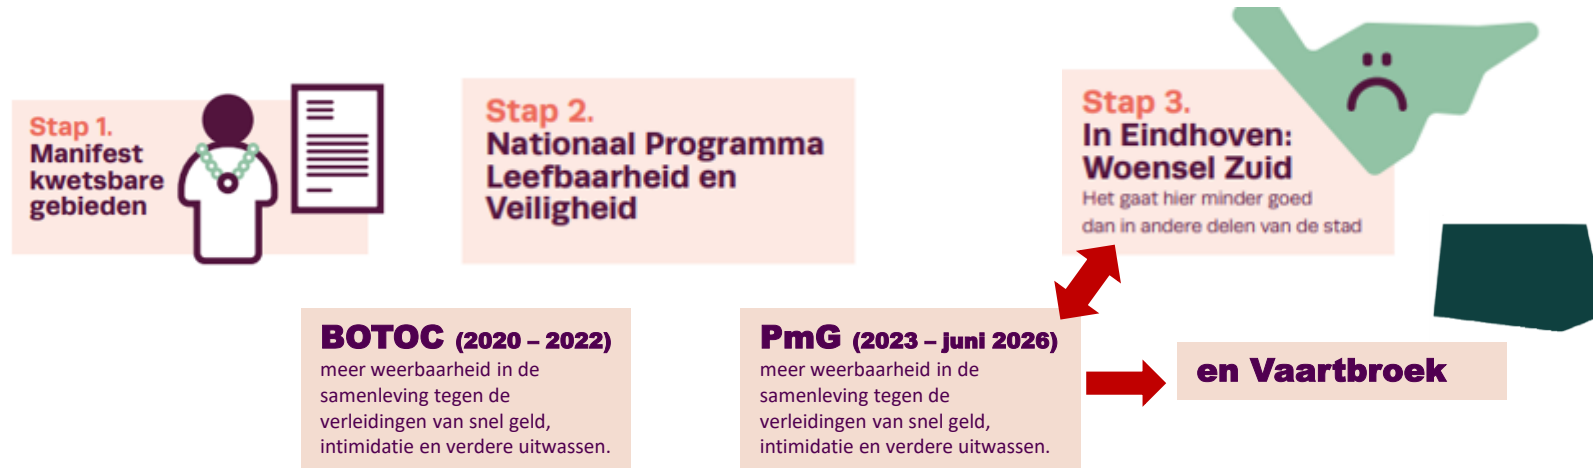 Stap 1.
Manifest
kwetsbare
gebieden
Stap 2.
Nationaal Programma
Leefbaarheid en
Veiligheid
Stap 3.
In Eindhoven:
Woensel Zuid
Het gaat hier minder goed
dan in andere delen van de stad
BOTOC (2020 – 2022)
meer weerbaarheid in de
samenleving tegen de
verleidingen van snel geld,
intimidatie en verdere uitwassen.
PmG (2023 – juni 2026)
meer weerbaarheid in de
samenleving tegen de
verleidingen van snel geld,
intimidatie en verdere uitwassen.
en Vaartbroek